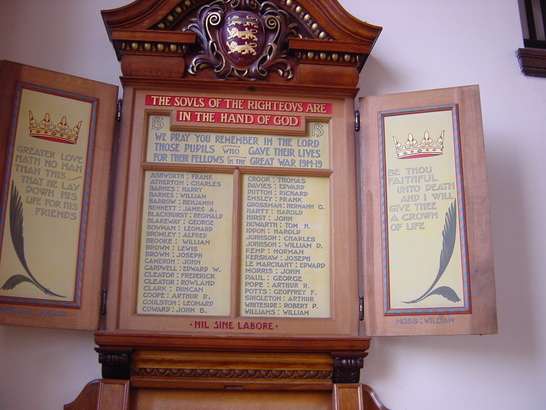 THE SOVLS OF THE RIGHTEOVS ARE
IN THE HAND OF GOD
WE PRAY YOU REMEMBER IN THE LORD
THOSE PUPILS WHO GAVE THEIR LIVES
FOR THEIR FELLOWS IN THE GREAT WAR 1914-19
GREATER LOVE
HATH NO MAN
THAN THIS
THAT HE LAY
DOWN HIS
LIFE FOR HIS
FRIENDS
ASHWORTH : FRANK
ATHERTON : CHARLES
BARNES : HARRY
BARNES : WILLIAM
BARROW : BENJAMIN
BENNETT : JAMES A.
BLACKHURST : REGINALD
BLAKEWAY : GEORGE
BOWMAN : LEONARD
BROMLEY : ALFRED
BROOKE : WILLIAM
BROWN : LEWIS
BROWN : JOSEPH
CAMERON : JOHN
CARDWELL : EDWARD W.
CLEATOR : FREDERICK
CLEATOR : ROWLAND
CLARK : DUNCAN
COOPE : ARTHUR R.
COULSTON : LEONARD
COWARD : JOHN B.
CROOK : THOMAS
DAVIES : EDWARD
DUTTON : RICHARD
ENSLEY : FRANK
GROSSMAN : HERMANN G.
HARTT : HAROLD
HIRST : JOHN
HOWARTH : TOM N.
IDDON : HAROLD
JOHNSON : CHARLES
JOHNSON : WILLIAM D.
KEMP : NORMAN
KERSHAW : JOSEPH
LE MARCHANT : EDWARD
MORRIS : JOHN
PAUL : GEORGE
POPE : ARTHUR R.
POTTS : GEOFFREY F.
SINGLETON : ARTHUR
WHITESIDE : ROBERT P.
WILLIAMS : WILLIAM
BE THOU
FAITHFUL
UNTO DEATH
AND I WILL
GIVE THEE
A CROWN
OF LIFE
MOSS : WILLIAM
· NIL SINE LABORE ·